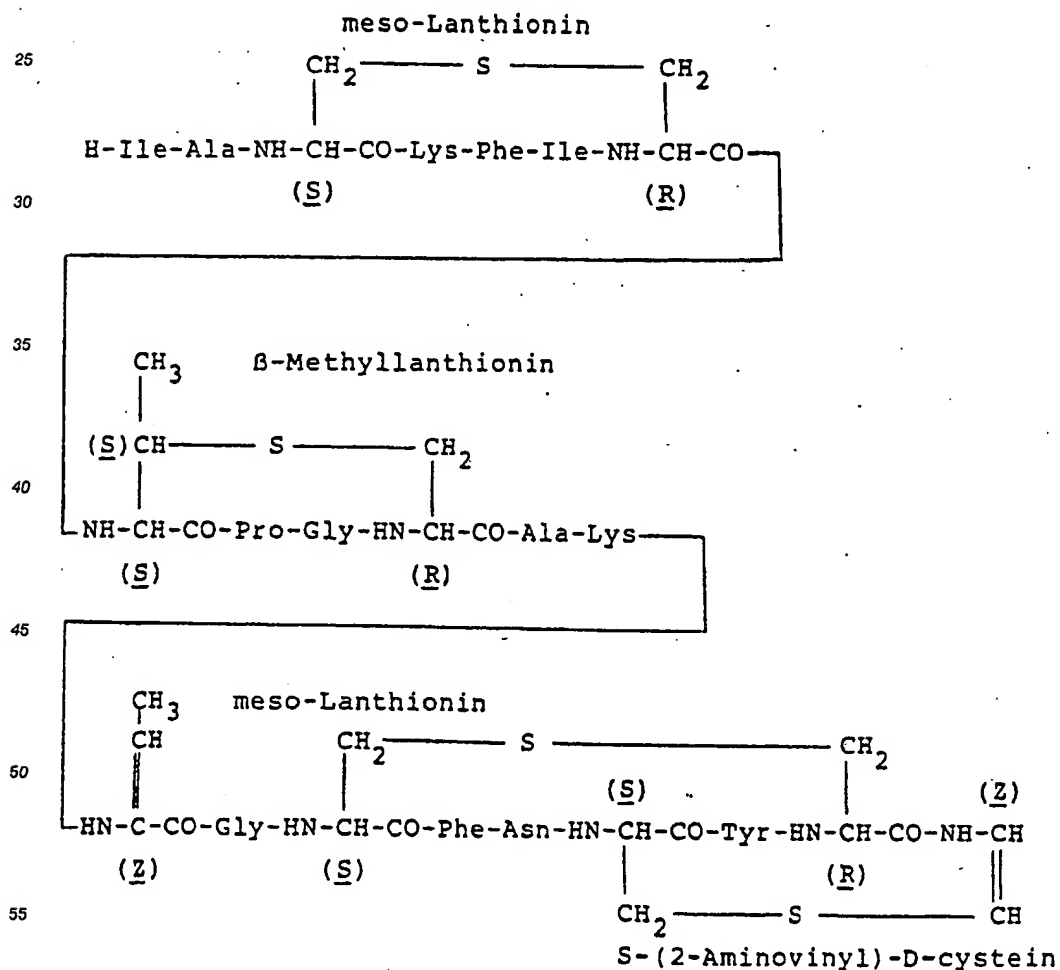 meso-Lanthionin
25
CH2 S CH2
H-Ile-Ala-NH-CH-CO-Lys-Phe-Ile-NH-CH-CO
(S) (R)
30
35
CH3 ß-Methyllanthionin
(S) CH S CH2
40
NH-CH-CO-Pro-Gly-HN-CH-CO-Ala-Lys
(S) (R)
45
CH3 meso-Lanthionin
CH CH2 S CH2
50
(S) (Z)
HN-C-CO-Gly-HN-CH-CO-Phe-Asn-HN-CH-CO-Tyr-HN-CH-CO-NH-CH
(Z) (S) (R)
55
CH2 S CH
S-(2-Aminovinyl)-D-cystein